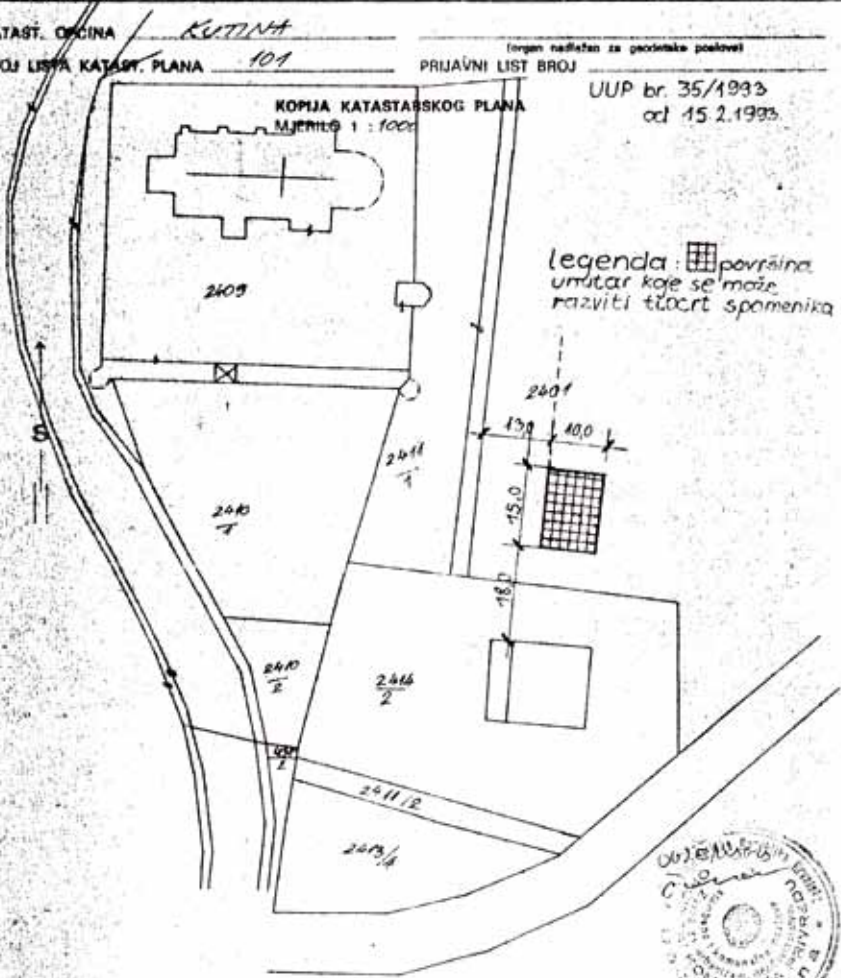 KATAST. OPĆINA KUTINA
BROJ LISTA KATAST. PLANA 101
(organ nadležan za geodetske poslove)
PRIJAVNI LIST BROJ
KOPIJA KATASTARSKOG PLANA
MJERILO 1 : 1000
UUP br. 35/1993
od 15.2.1993.
legenda : površina
unutar koje se može
razviti tlocrt spomenika
2409
2401
13,0 10,0
S
2411
1
15,0
2410
1
18,0
2410
2
2414
2
2
2411/2
2413/1